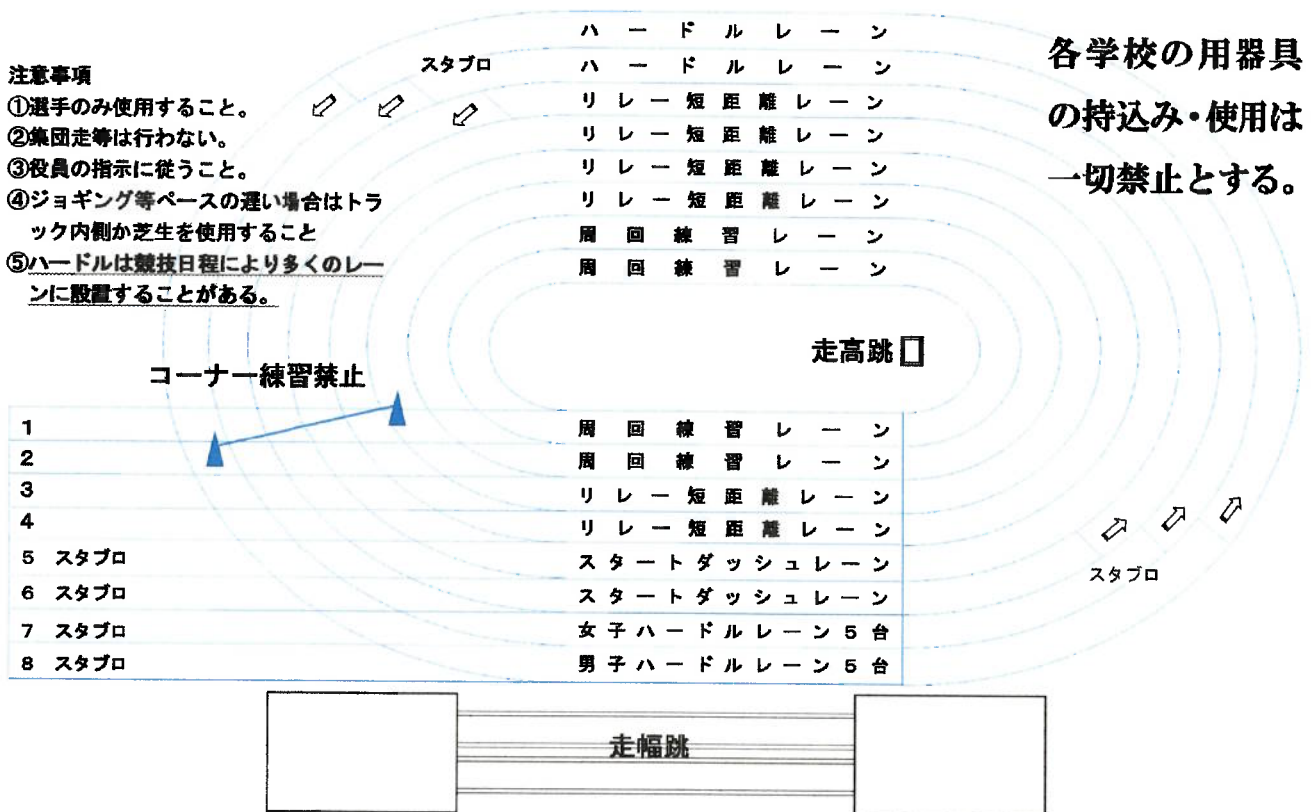 各学校の用器具
の持込み・使用は
一切禁止とする。
注意事項
①選手のみ使用すること。
②集団走等は行わない。
③役員の指示に従うこと。
④ジョギング等ペースの遅い場合はトラ
ック内側か芝生を使用すること
⑤ハードルは競技日程により多くのレー
ンに設置することがある。
スタブロ
ハードルレーン
ハードルレーン
リレー短距離レーン
リレー短距離レーン
リレー短距離レーン
リレー短距離レーン
周回練習レーン
周回練習レーン
走高跳
コーナー練習禁止
1 周回練習レーン
2 周回練習レーン
3 リレー短距離レーン
4 リレー短距離レーン
5 スタブロ スタートダッシュレーン
6 スタブロ スタートダッシュレーン
7 スタブロ 女子ハードルレーン5台
8 スタブロ 男子ハードルレーン5台
スタブロ
走幅跳